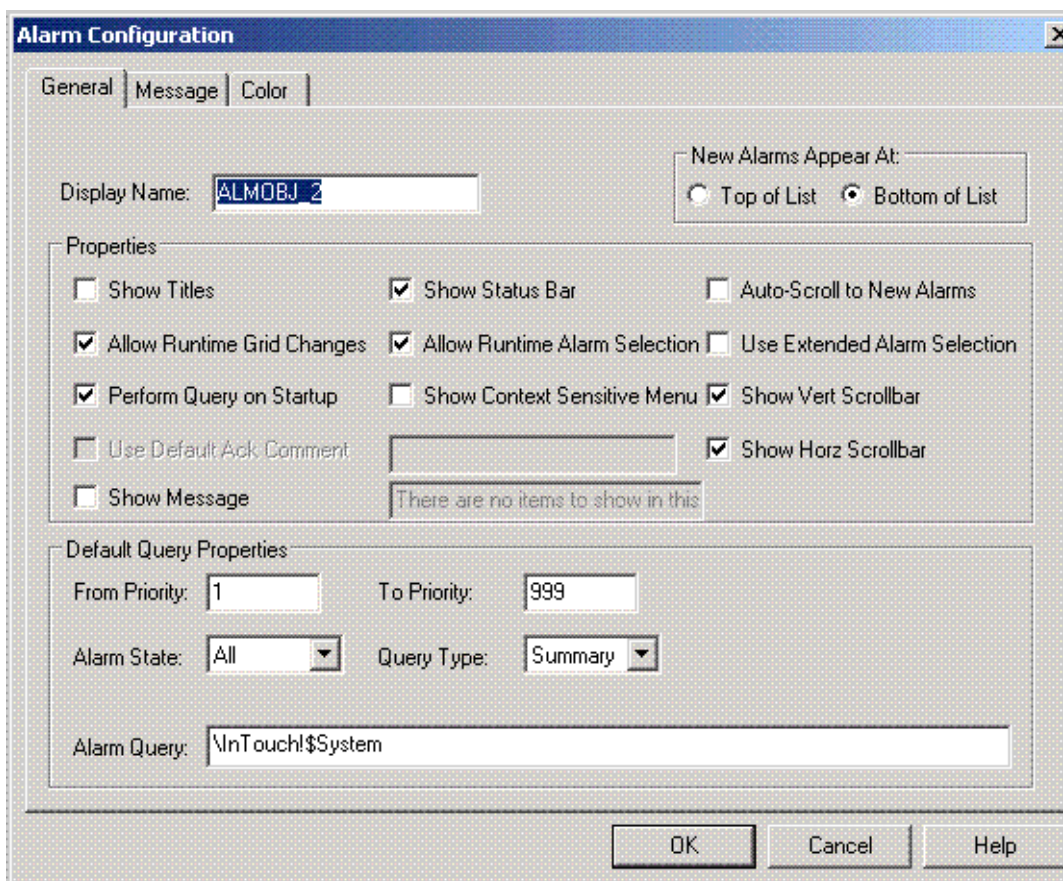 Alarm Configuration
General Message Color
New Alarms Appear At:
Display Name: ALMOBJ_2 Top of List Bottom of List
Properties
Show Titles Show Status Bar Auto-Scroll to New Alarms
Allow Runtime Grid Changes Allow Runtime Alarm Selection Use Extended Alarm Selection
Perform Query on Startup Show Context Sensitive Menu Show Vert Scrollbar
Use Default Ack Comment Show Horz Scrollbar
Show Message There are no items to show in this
Default Query Properties
From Priority: 1 To Priority: 999
Alarm State: All Query Type: Summary
Alarm Query: \InTouch!$System
OK Cancel Help